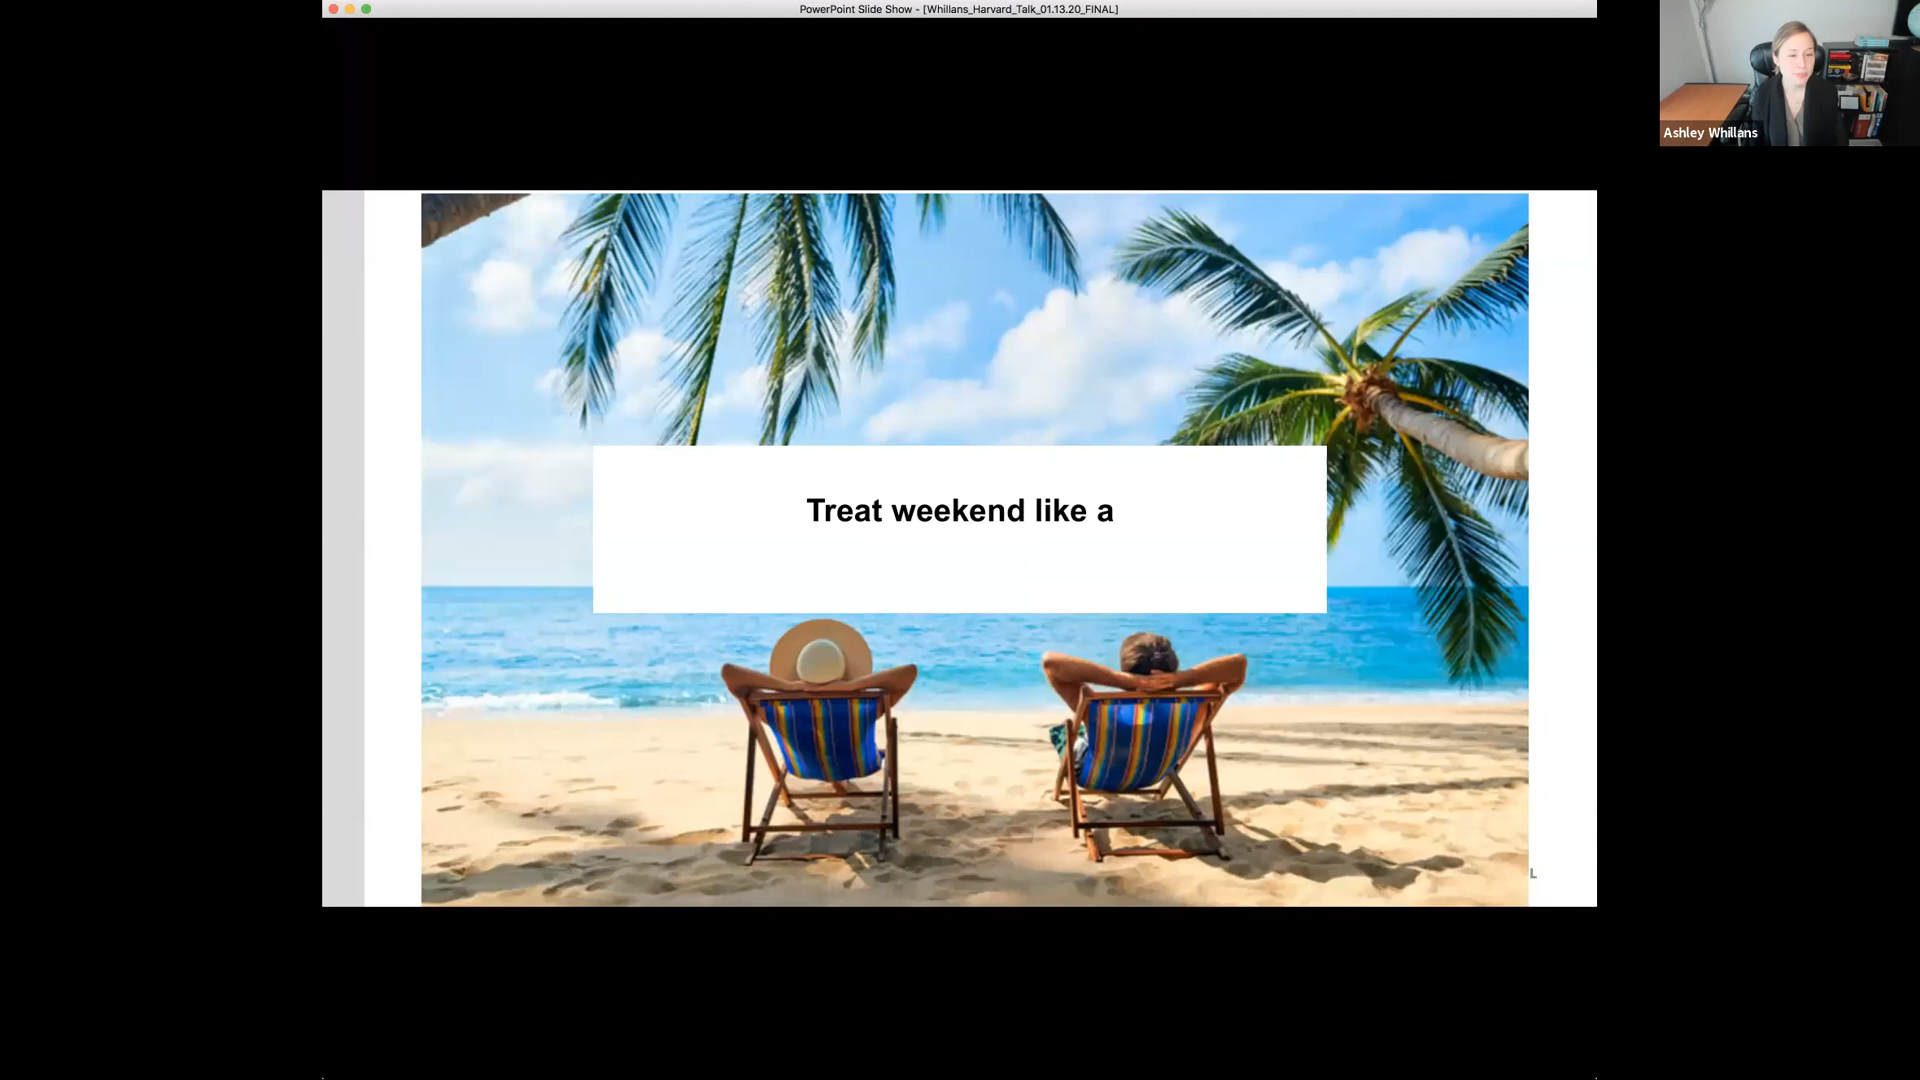 PowerPoint Slide Show - [Whillans_Harvard_Talk_01.13.20_FINAL]
Ashley Whillans
Treat weekend like a
L